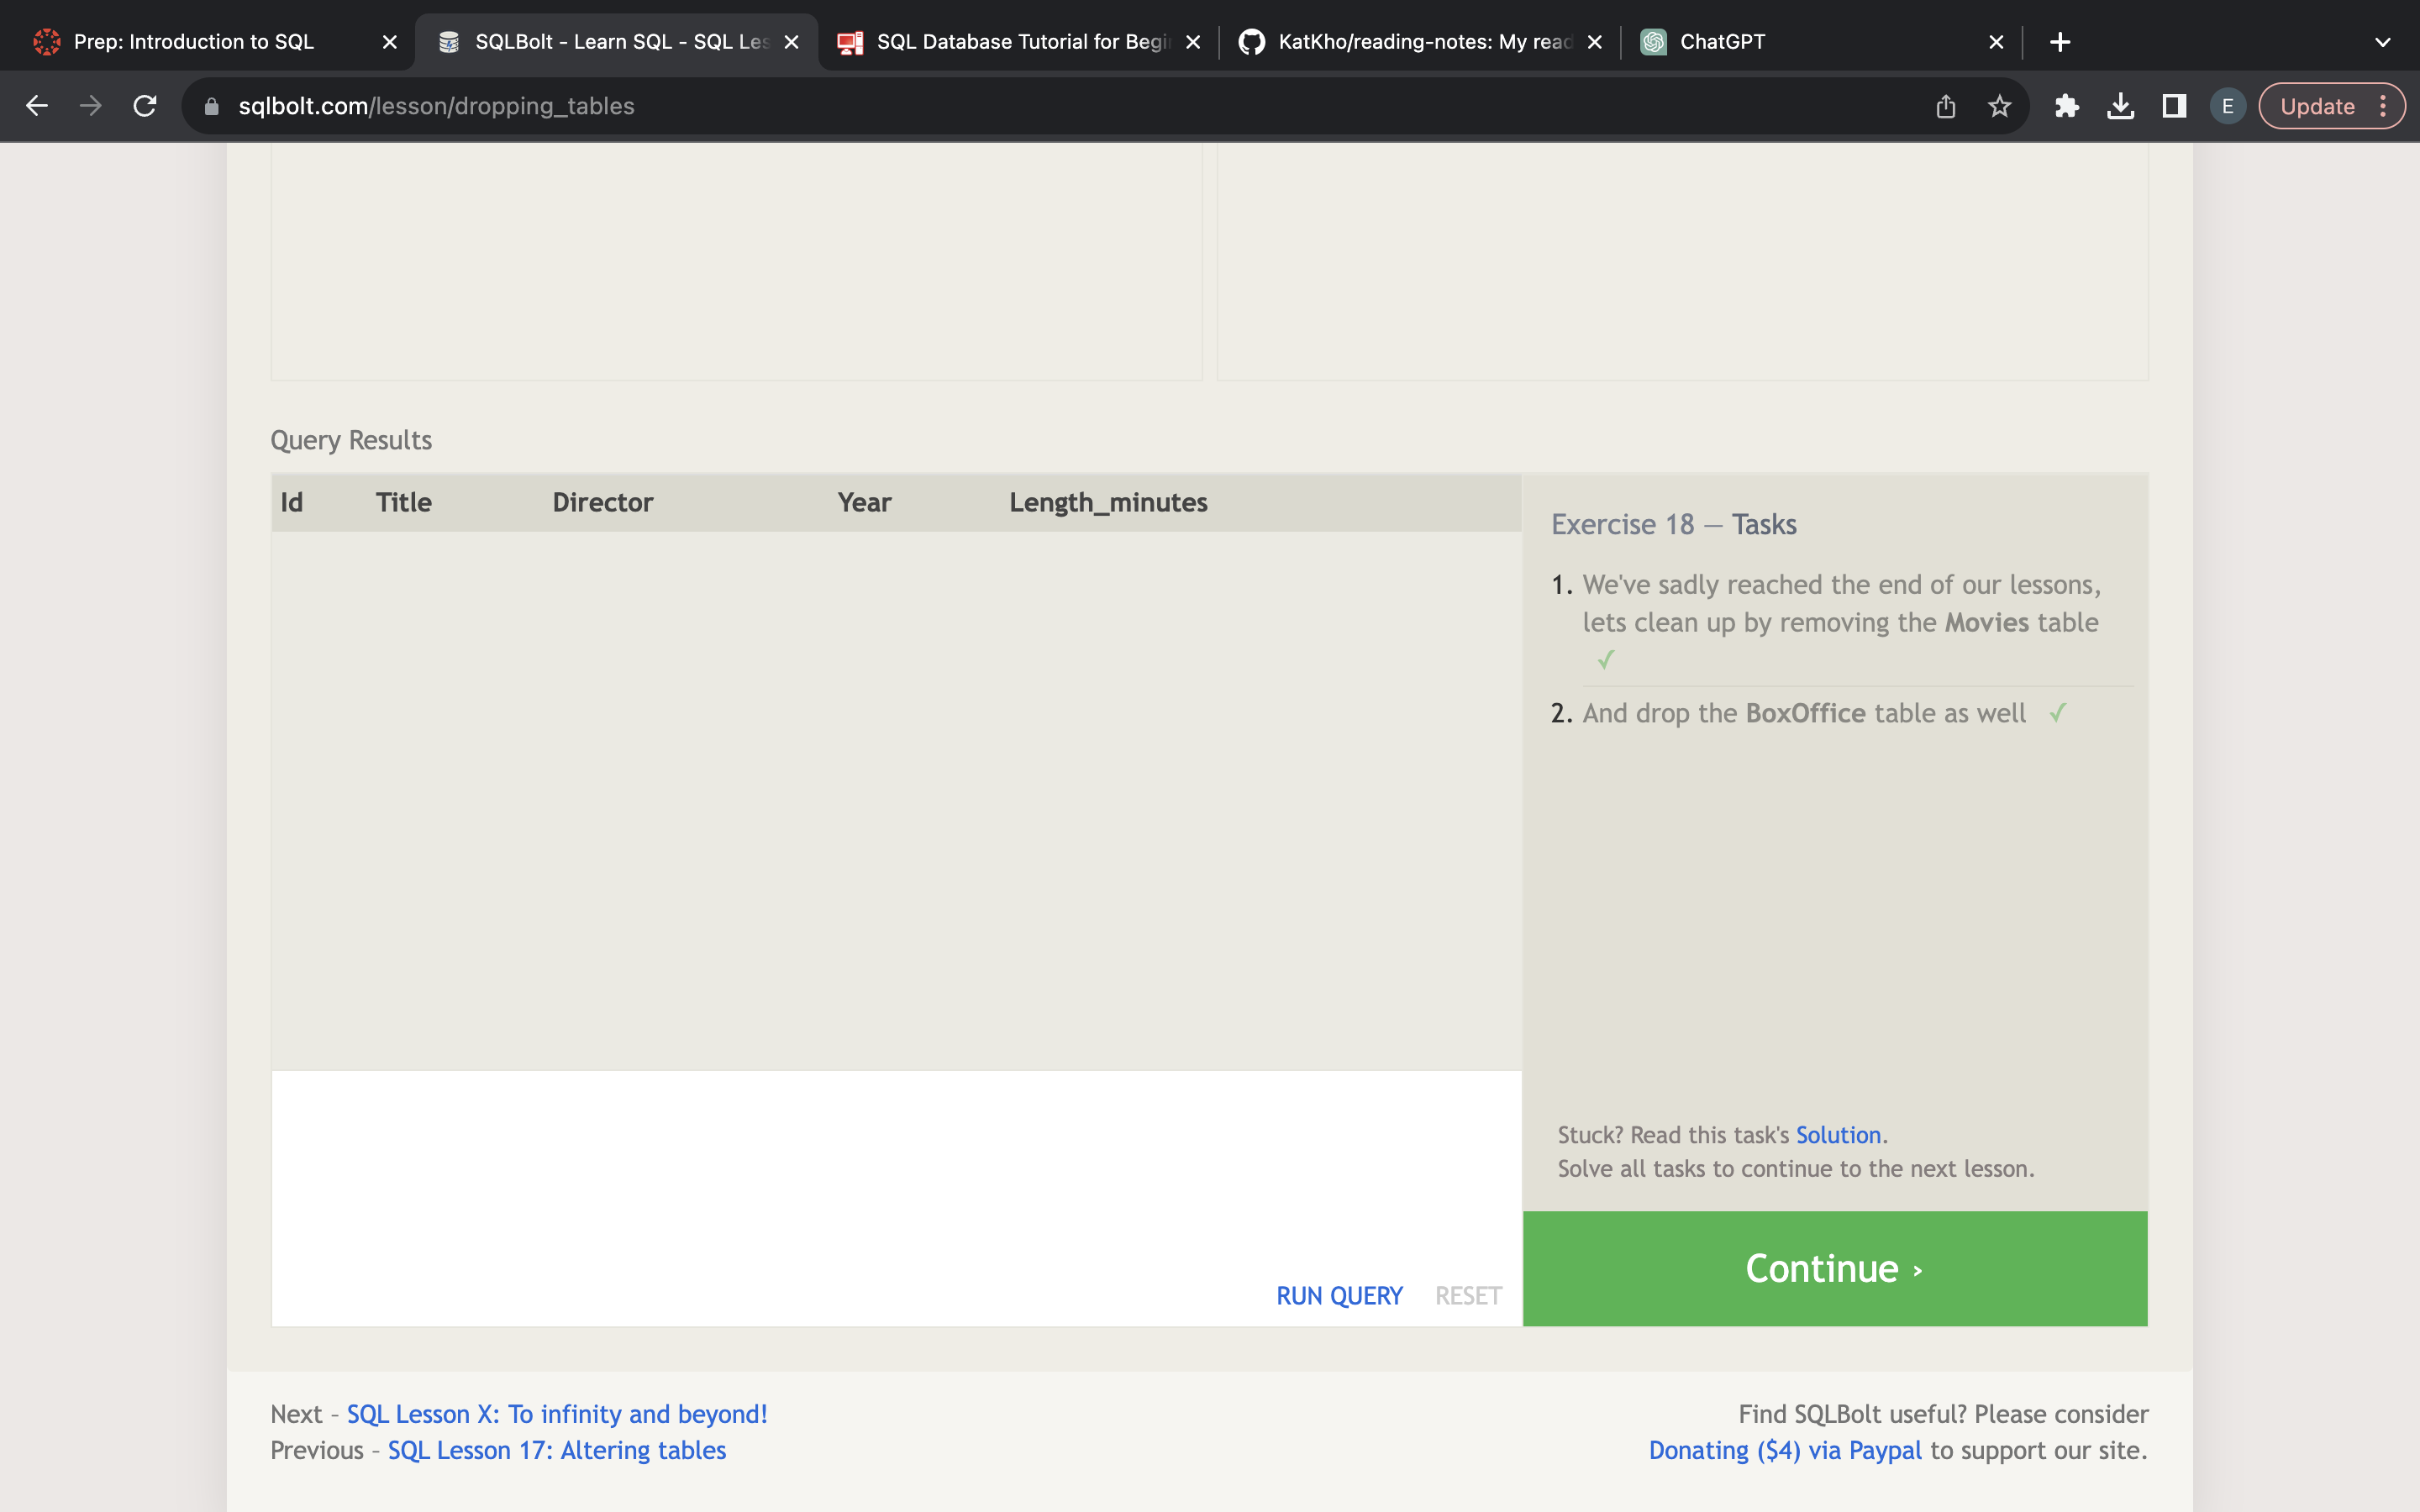 Prep: Introduction to SQL
SQLBolt - Learn SQL - SQL Les
SQL Database Tutorial for Begi
KatKho/reading-notes: My read
ChatGPT
sqlbolt.com/lesson/dropping_tables
E
Update
Query Results
Id Title Director Year Length_minutes
Exercise 18 — Tasks
1. We've sadly reached the end of our lessons,
lets clean up by removing the Movies table
✓
2. And drop the BoxOffice table as well ✓
Stuck? Read this task's Solution.
Solve all tasks to continue to the next lesson.
RUN QUERY RESET
Continue ›
Next – SQL Lesson X: To infinity and beyond!
Previous – SQL Lesson 17: Altering tables
Find SQLBolt useful? Please consider
Donating ($4) via Paypal to support our site.